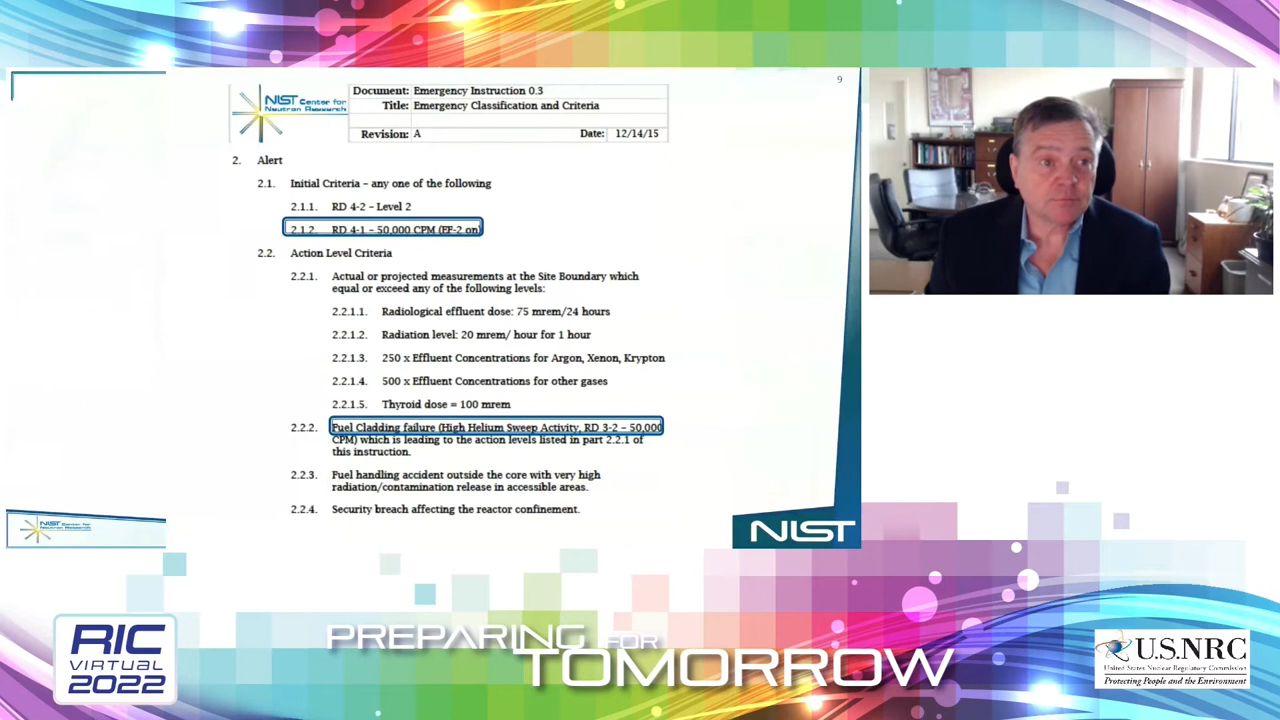 9
NIST Center for
Neutron Research
Document: Emergency Instruction 0.3
Title: Emergency Classification and Criteria
Revision: A Date: 12/14/15
2. Alert
2.1. Initial Criteria – any one of the following
2.1.1. RD 4-2 – Level 2
2.1.2. RD 4-1 – 50,000 CPM (EF-2 on)
2.2. Action Level Criteria
2.2.1. Actual or projected measurements at the Site Boundary which
equal or exceed any of the following levels:
2.2.1.1. Radiological effluent dose: 75 mrem/24 hours
2.2.1.2. Radiation level: 20 mrem/ hour for 1 hour
2.2.1.3. 250 x Effluent Concentrations for Argon, Xenon, Krypton
2.2.1.4. 500 x Effluent Concentrations for other gases
2.2.1.5. Thyroid dose = 100 mrem
2.2.2. Fuel Cladding failure (High Helium Sweep Activity, RD 3-2 – 50,000
CPM) which is leading to the action levels listed in part 2.2.1 of
this instruction.
2.2.3. Fuel handling accident outside the core with very high
radiation/contamination release in accessible areas.
2.2.4. Security breach affecting the reactor confinement.
NIST Center for
Neutron Research
NIST
RIC
VIRTUAL
2022
PREPARING FOR
TOMORROW
U.S.NRC
United States Nuclear Regulatory Commission
Protecting People and the Environment